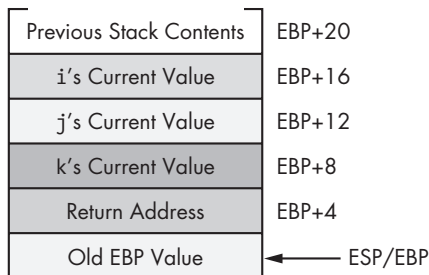 Previous Stack Contents EBP+20
i's Current Value EBP+16
j's Current Value EBP+12
k's Current Value EBP+8
Return Address EBP+4
Old EBP Value ESP/EBP